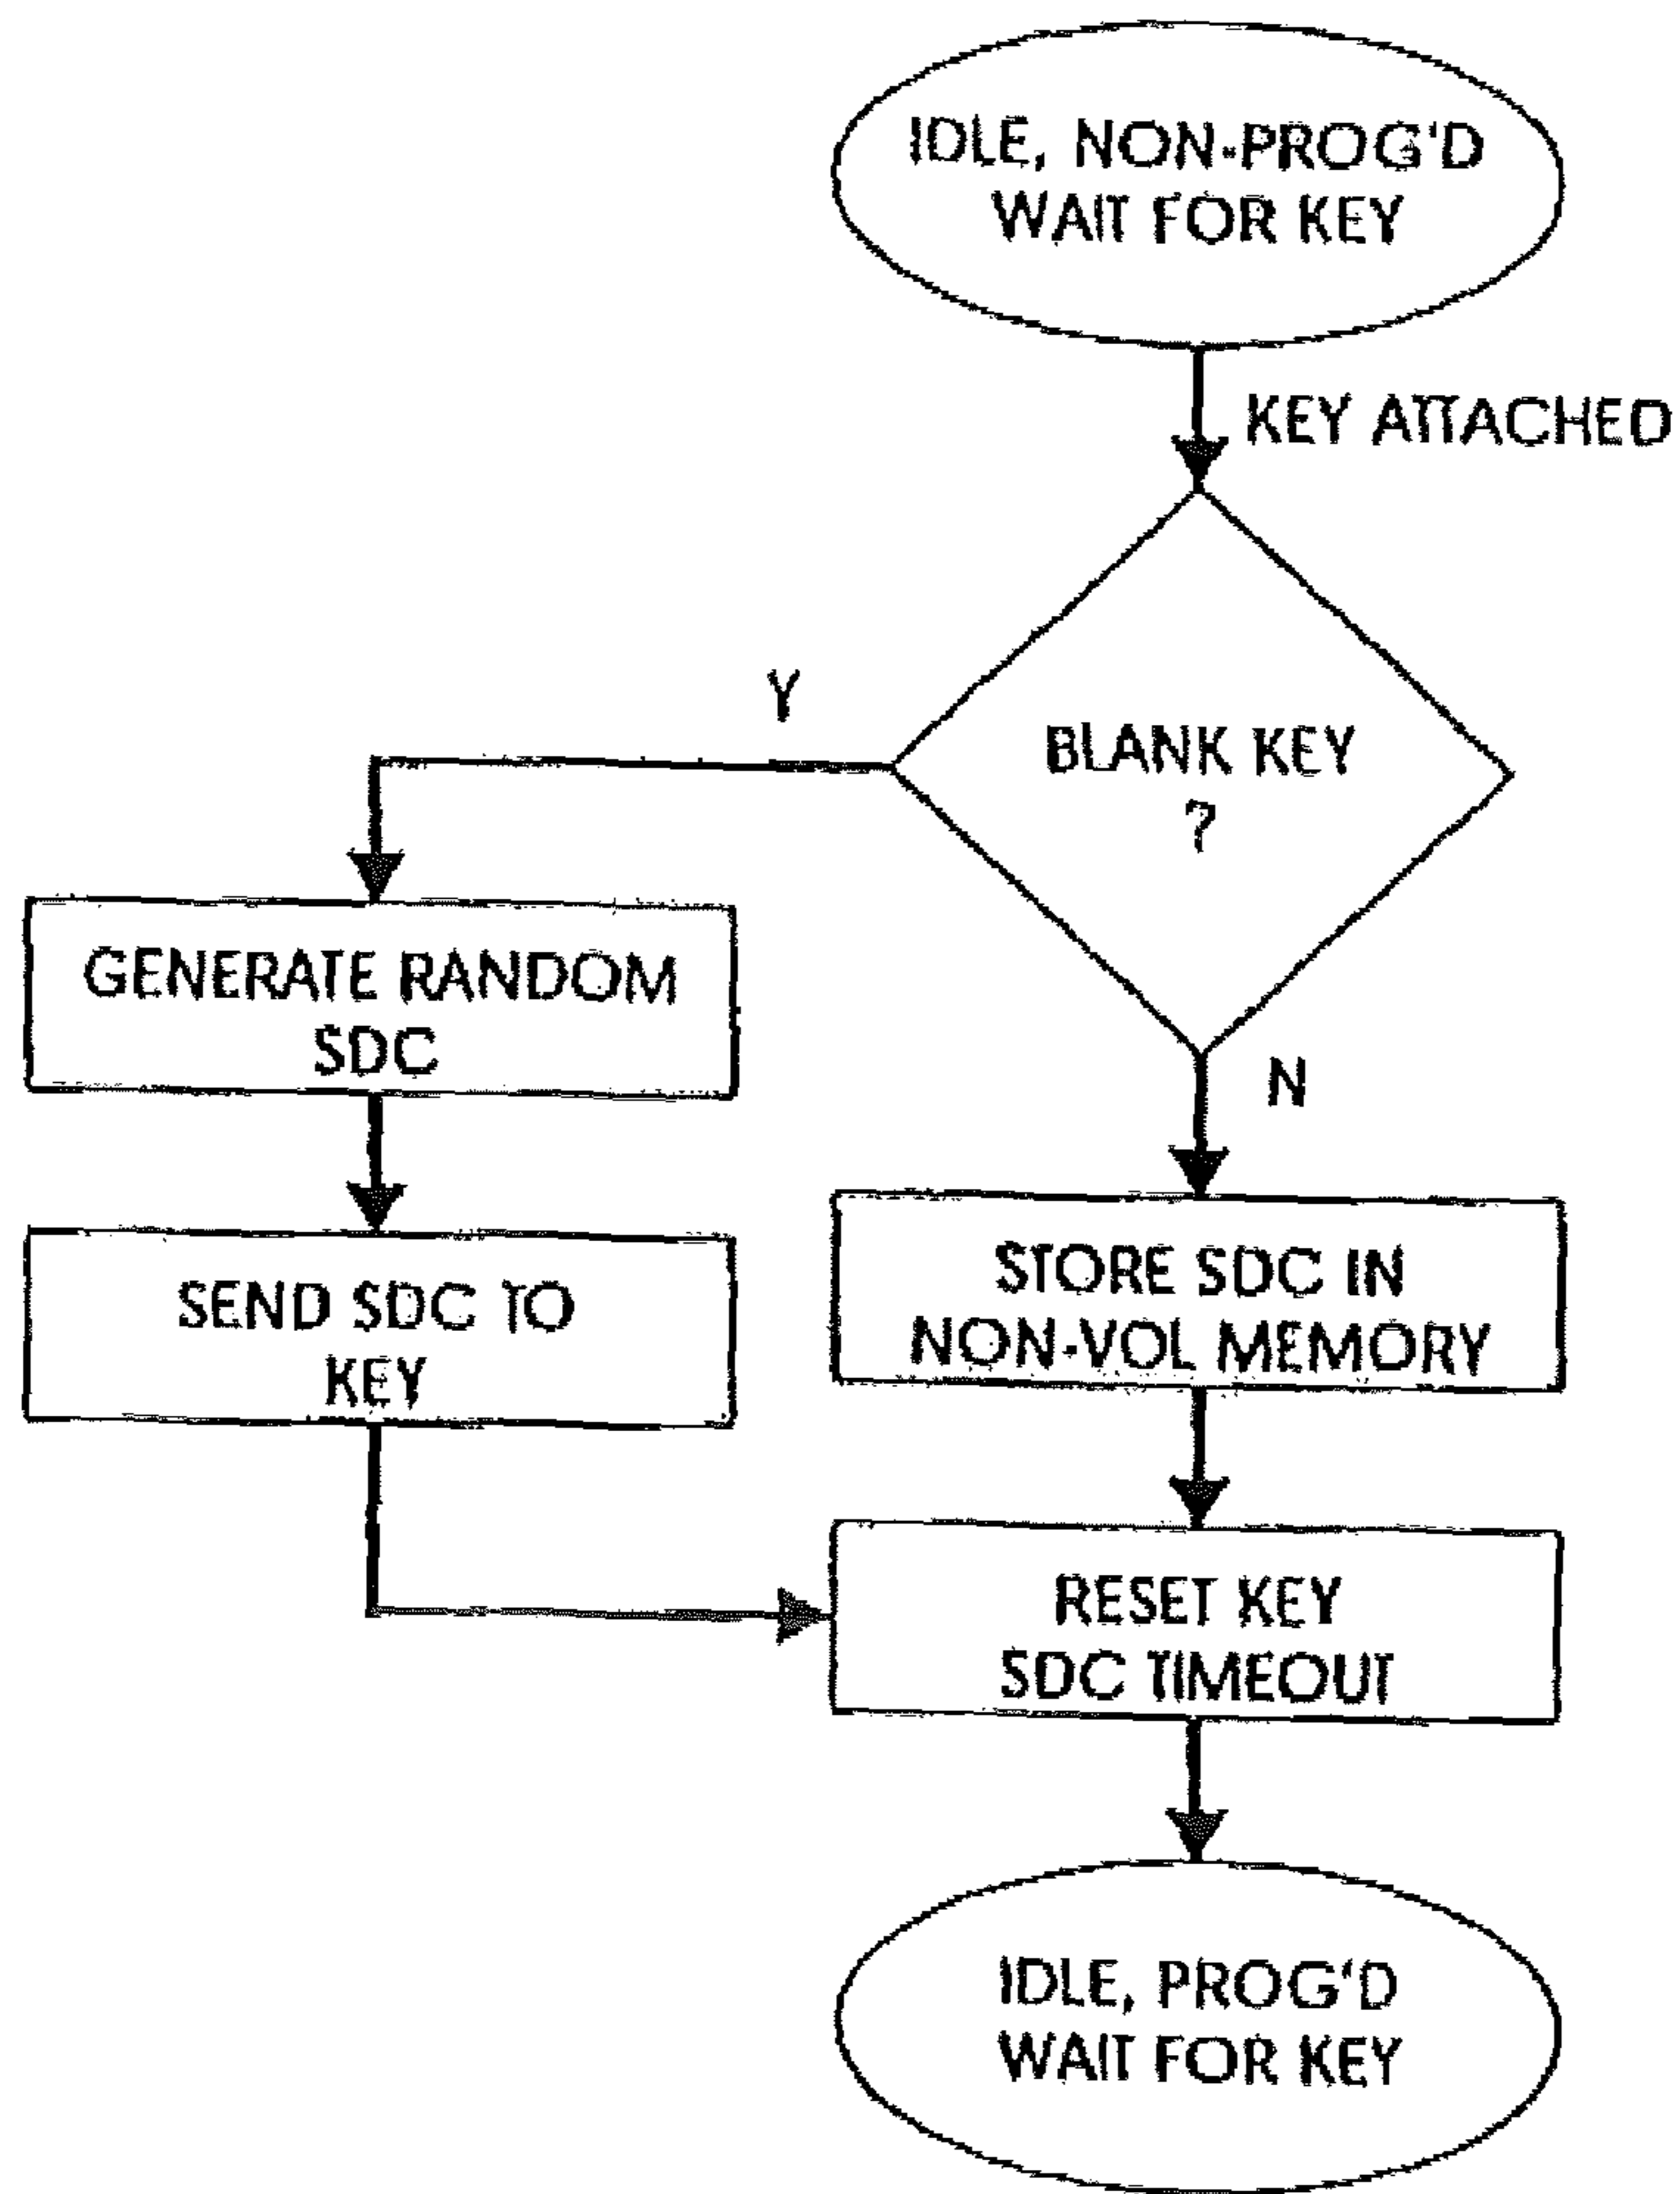 IDLE, NON-PROG'D
WAIT FOR KEY
KEY ATTACHED
BLANK KEY
?
Y
N
GENERATE RANDOM
SDC
SEND SDC TO
KEY
STORE SDC IN
NON-VOL MEMORY
RESET KEY
SDC TIMEOUT
IDLE, PROG'D
WAIT FOR KEY